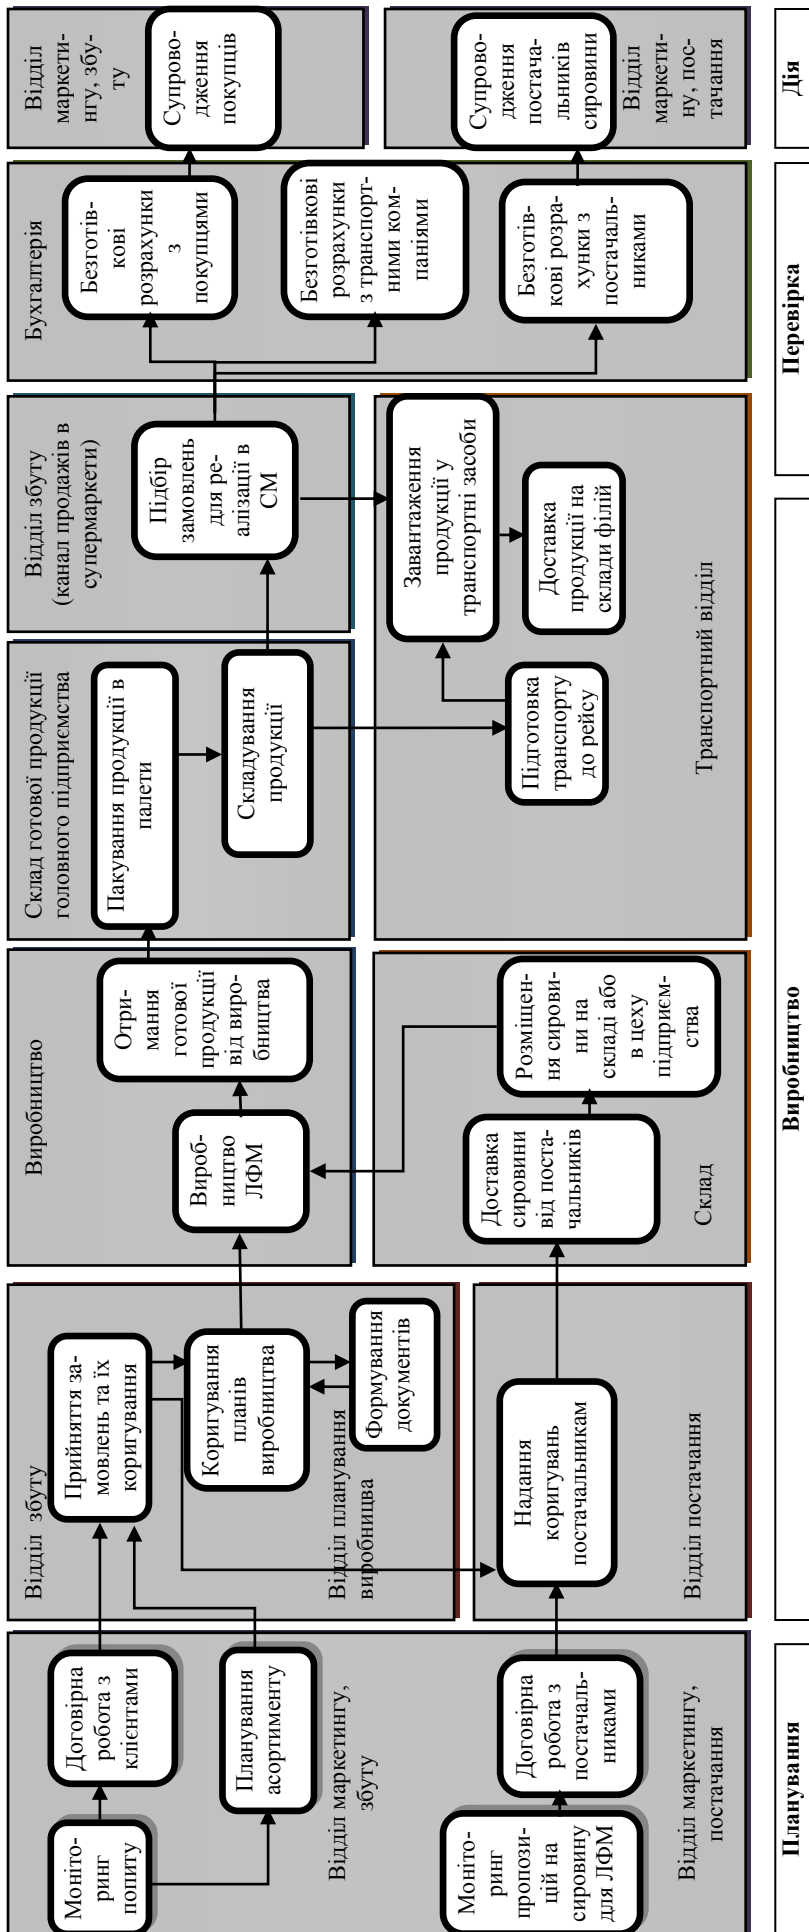 Моніто-
ринг
попиту
Договірна
робота з
клієнтами
Планування
асортименту
Відділ маркетингу,
збуту
Моніто-
ринг
пропози-
цій на
сировину
для ЛФМ
Договірна
робота з
постачаль-
никами
Відділ маркетингу,
постачання
Планування
Відділ збуту
Прийняття за-
мовлень та їх
коригування
Коригування
планів
виробництва
Формування
документів
Відділ планування
виробницва
Надання
коригувань
постачальникам
Відділ постачання
Виробництво
Вироб-
ництво
ЛФМ
Отри-
мання
готової
продукції
від виро-
бництва
Доставка
сировини
від поста-
чальників
Розміщен-
ня сирови-
ни на
складі або
в цеху
підприєм-
ства
Склад
Склад готової продукції
головного підприємства
Пакування продукції в
палети
Складування
продукції
Відділ збуту
(канал продажів в
супермаркети)
Підбір
замовлень
для ре-
алізації в
СМ
Підготовка
транспорту
до рейсу
Завантаження
продукції у
транспортні засоби
Доставка
продукції на
склади філій
Транспортний відділ
Виробництво
Бухгалтерія
Безготів-
кові
розрахунки
з
покупцями
Безготівкові
розрахунки
з транспорт-
ними ком-
паніями
Безготів-
кові розра-
хунки з
постачаль-
никами
Перевірка
Відділ
маркети-
нгу, збу-
ту
Супрово-
дження
покупців
Супрово-
дження
постача-
льників
сировини
Відділ
маркети-
ну, пос-
тачання
Дія